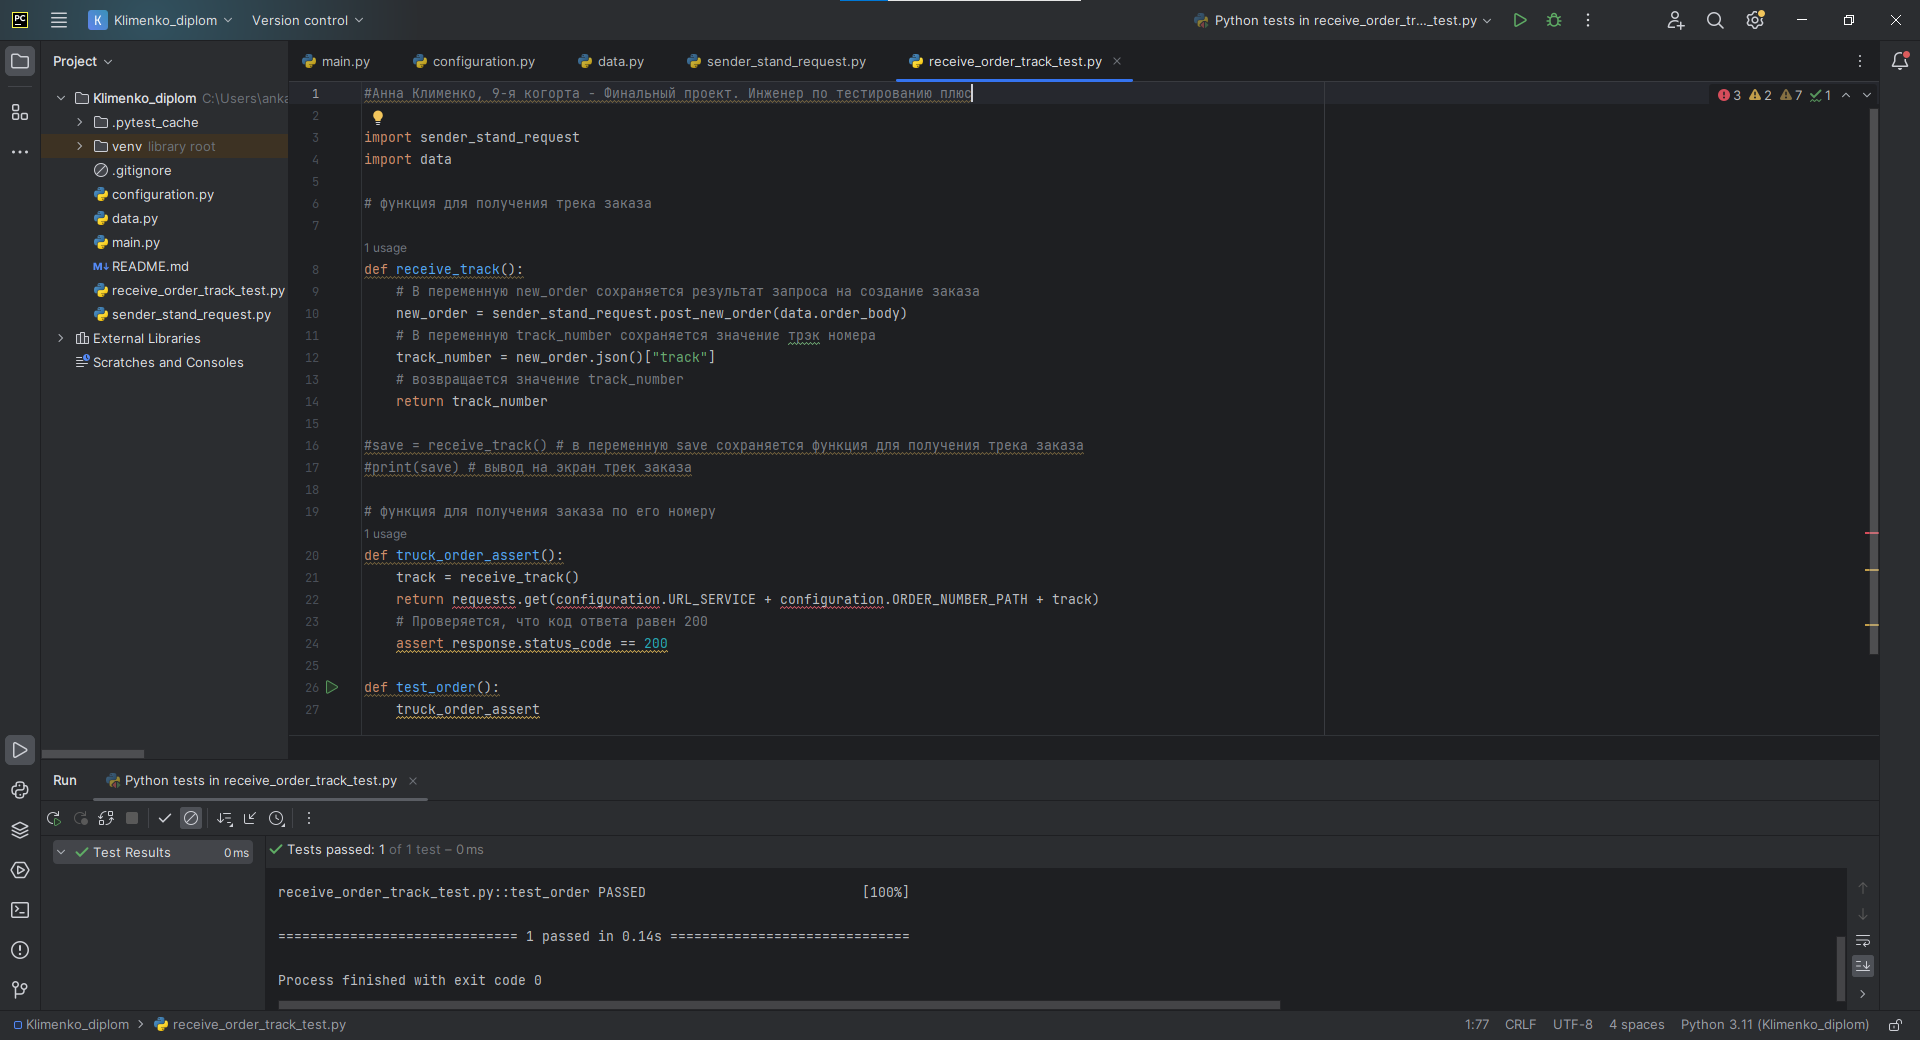 PC K Klimenko_diplom Version control Python tests in receive_order_tr..._test.py
Project
main.py configuration.py data.py sender_stand_request.py receive_order_track_test.py
Klimenko_diplom C:\Users\anka
.pytest_cache
venv library root
.gitignore
configuration.py
data.py
main.py
M↓ README.md
receive_order_track_test.py
sender_stand_request.py
External Libraries
Scratches and Consoles
3 2 7 1
1 #Анна Клименко, 9-я когорта - Финальный проект. Инженер по тестированию плюс
2
3 import sender_stand_request
4 import data
5
6 # функция для получения трека заказа
7
1 usage
8 def receive_track():
9 # В переменную new_order сохраняется результат запроса на создание заказа
10 new_order = sender_stand_request.post_new_order(data.order_body)
11 # В переменную track_number сохраняется значение трэк номера
12 track_number = new_order.json()["track"]
13 # возвращается значение track_number
14 return track_number
15
16 #save = receive_track() # в переменную save сохраняется функция для получения трека заказа
17 #print(save) # вывод на экран трек заказа
18
19 # функция для получения заказа по его номеру
1 usage
20 def truck_order_assert():
21 track = receive_track()
22 return requests.get(configuration.URL_SERVICE + configuration.ORDER_NUMBER_PATH + track)
23 # Проверяется, что код ответа равен 200
24 assert response.status_code == 200
25
26 def test_order():
27 truck_order_assert
Run Python tests in receive_order_track_test.py
Test Results 0 ms
Tests passed: 1 of 1 test – 0 ms
receive_order_track_test.py::test_order PASSED [100%]
============================== 1 passed in 0.14s ==============================
Process finished with exit code 0
Klimenko_diplom > receive_order_track_test.py
1:77 CRLF UTF-8 4 spaces Python 3.11 (Klimenko_diplom)